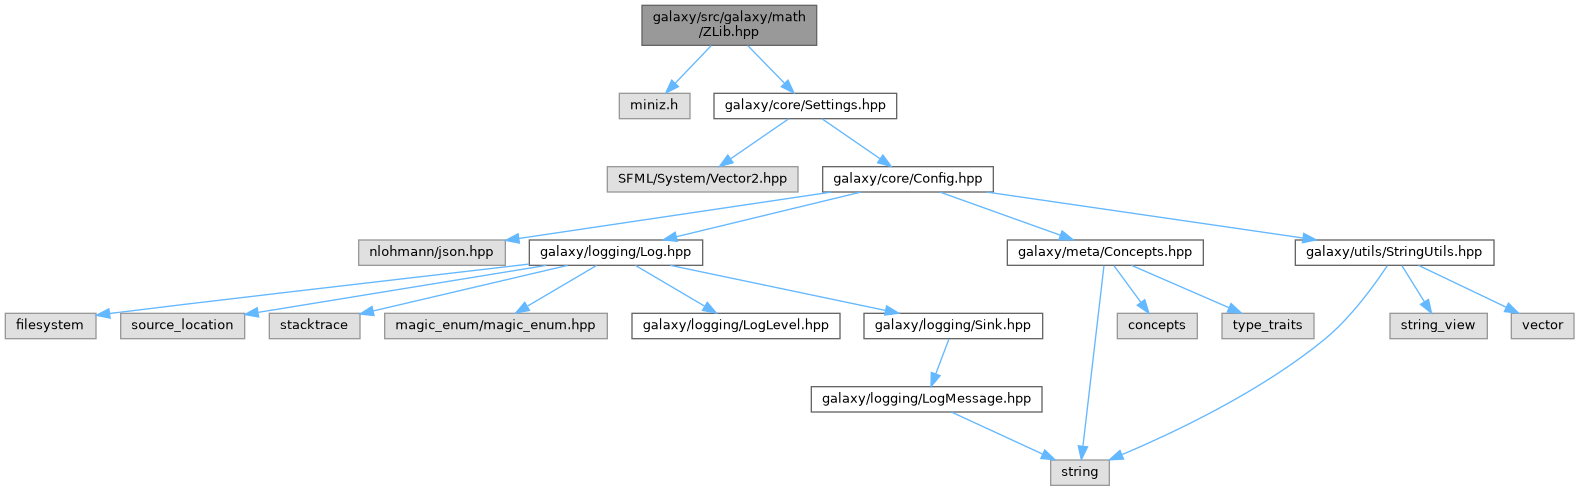 galaxy/src/galaxy/math
/ZLib.hpp
miniz.h
galaxy/core/Settings.hpp
SFML/System/Vector2.hpp
galaxy/core/Config.hpp
nlohmann/json.hpp
galaxy/logging/Log.hpp
galaxy/meta/Concepts.hpp
galaxy/utils/StringUtils.hpp
filesystem
source_location
stacktrace
magic_enum/magic_enum.hpp
galaxy/logging/LogLevel.hpp
galaxy/logging/Sink.hpp
concepts
type_traits
string_view
vector
galaxy/logging/LogMessage.hpp
string